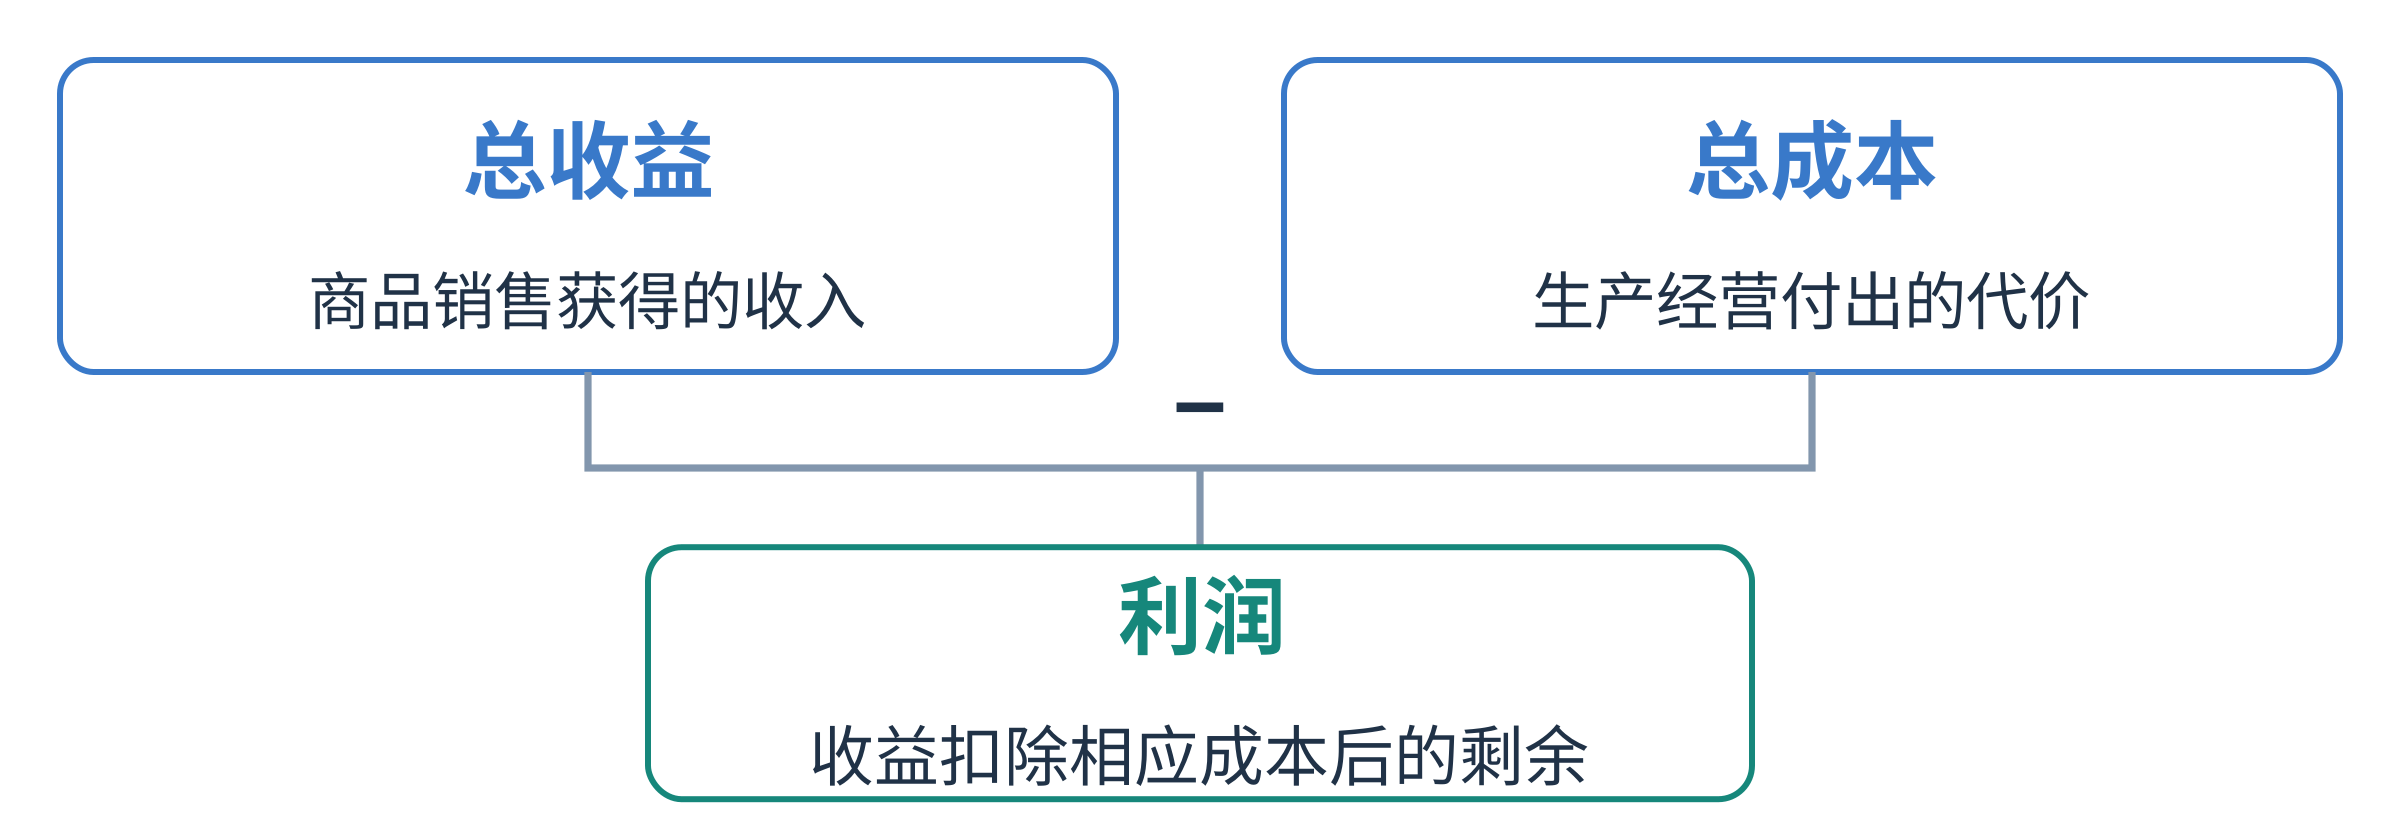 总收益
商品销售获得的收入
总成本
生产经营付出的代价
−
利润
收益扣除相应成本后的剩余